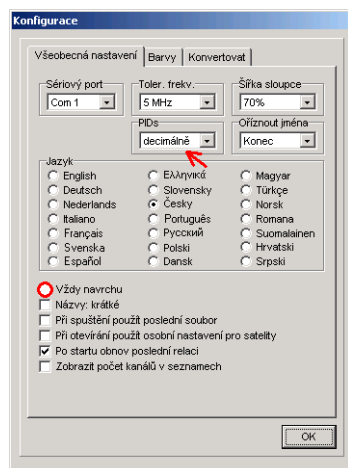 Konfigurace
Všeobecná nastavení Barvy Konvertovat
Sériový port Toler. frekv. Šířka sloupce
Com 1 5 MHz 70%
PIDs Oříznout jména
decimálně Konec
Jazyk
English Ελληνικά Magyar
Deutsch Slovensky Türkçe
Nederlands Česky Norsk
Italiano Português Romana
Français Русский Suomalainen
Svenska Polski Hrvatski
Español Dansk Srpski
Vždy navrchu
Názvy: krátké
Při spuštění použít poslední soubor
Při otevírání použít osobní nastavení pro satelity
Po startu obnov poslední relaci
Zobrazit počet kanálů v seznamech
OK